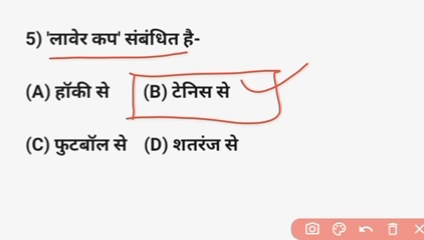 5) 'लावेर कप' संबंधित है-
(A) हॉकी से (B) टेनिस से
(C) फुटबॉल से (D) शतरंज से